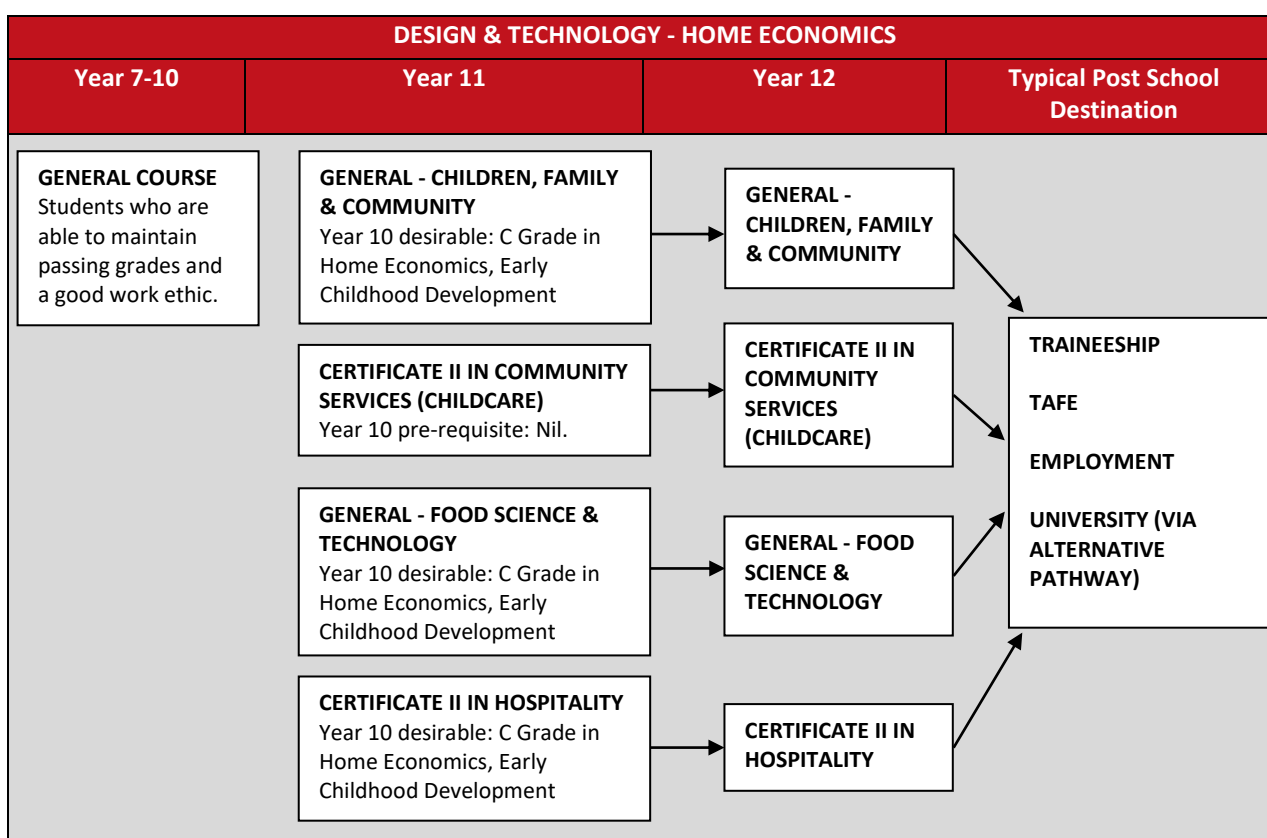 DESIGN & TECHNOLOGY - HOME ECONOMICS
Year 7-10
Year 11
Year 12
Typical Post School
Destination
GENERAL COURSE
Students who are
able to maintain
passing grades and
a good work ethic.
GENERAL - CHILDREN, FAMILY
& COMMUNITY
Year 10 desirable: C Grade in
Home Economics, Early
Childhood Development
GENERAL -
CHILDREN, FAMILY
& COMMUNITY
CERTIFICATE II IN COMMUNITY
SERVICES (CHILDCARE)
Year 10 pre-requisite: Nil.
CERTIFICATE II IN
COMMUNITY
SERVICES
(CHILDCARE)
GENERAL - FOOD SCIENCE &
TECHNOLOGY
Year 10 desirable: C Grade in
Home Economics, Early
Childhood Development
GENERAL - FOOD
SCIENCE &
TECHNOLOGY
CERTIFICATE II IN HOSPITALITY
Year 10 desirable: C Grade in
Home Economics, Early
Childhood Development
CERTIFICATE II IN
HOSPITALITY
TRAINEESHIP
TAFE
EMPLOYMENT
UNIVERSITY (VIA
ALTERNATIVE
PATHWAY)